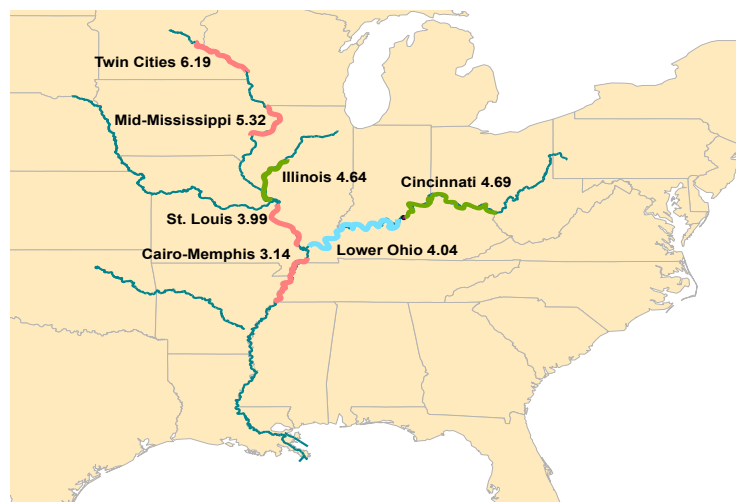 Twin Cities 6.19
Mid-Mississippi 5.32
Illinois 4.64
Cincinnati 4.69
St. Louis 3.99
Cairo-Memphis 3.14
Lower Ohio 4.04